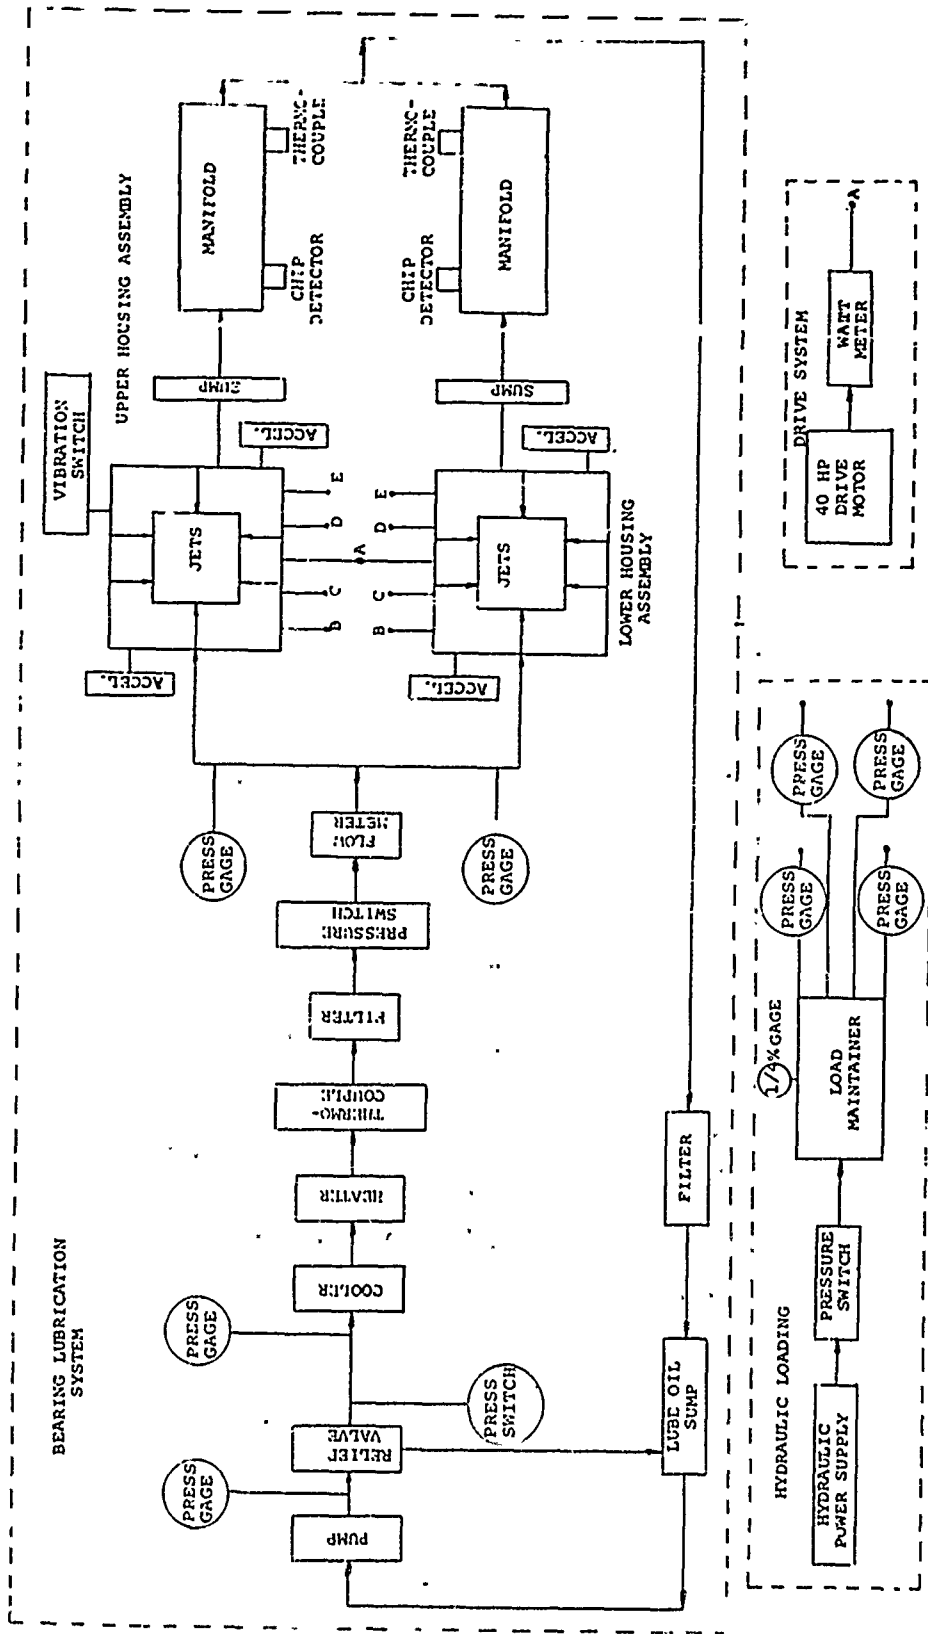 BEARING LUBRICATION
SYSTEM
UPPER HOUSING ASSEMBLY
VIBRATION
SWITCH
PRESS
GAGE
PRESS
GAGE
PUMP
RELIEF
VALVE
PRESS
SWITCH
COOLER
HEATER
THERMO-
COUPLE
FILTER
PRESSURE
SWITCH
FLOW
METER
PRESS
GAGE
PRESS
GAGE
ACCEL.
JETS
ACCEL.
SUMP
MANIFOLD
CHIP
DETECTOR
THERMO-
COUPLE
B
C
A
D
E
B
C
D
E
ACCEL.
JETS
ACCEL.
SUMP
CHIP
DETECTOR
THERMO-
COUPLE
MANIFOLD
LOWER HOUSING
ASSEMBLY
LUBE OIL
SUMP
FILTER
HYDRAULIC LOADING
HYDRAULIC
POWER SUPPLY
PRESSURE
SWITCH
1/4% GAGE
LOAD
MAINTAINER
PRESS
GAGE
PRESS
GAGE
PRESS
GAGE
PRESS
GAGE
DRIVE SYSTEM
40 HP
DRIVE
MOTOR
WATT
METER
A